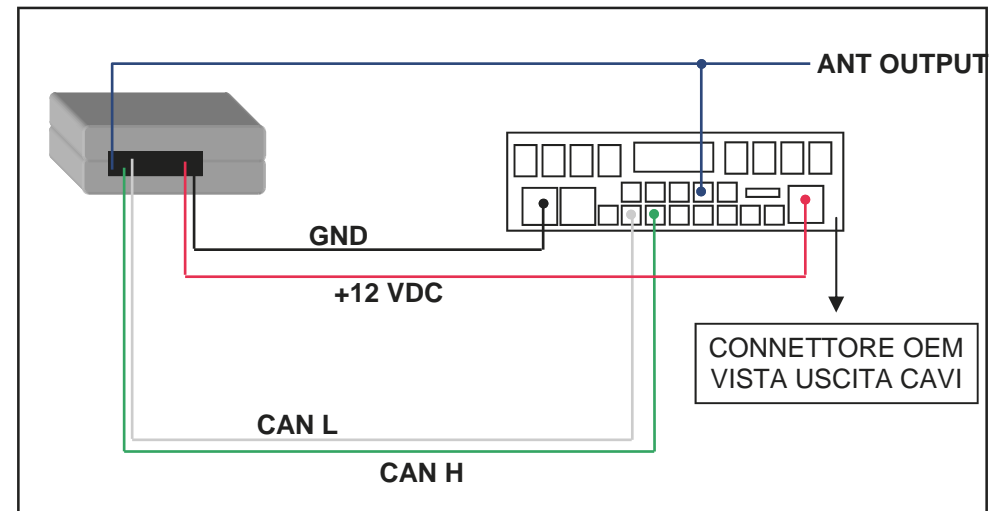 ANT OUTPUT
GND
+12 VDC
CONNETTORE OEM
VISTA USCITA CAVI
CAN L
CAN H